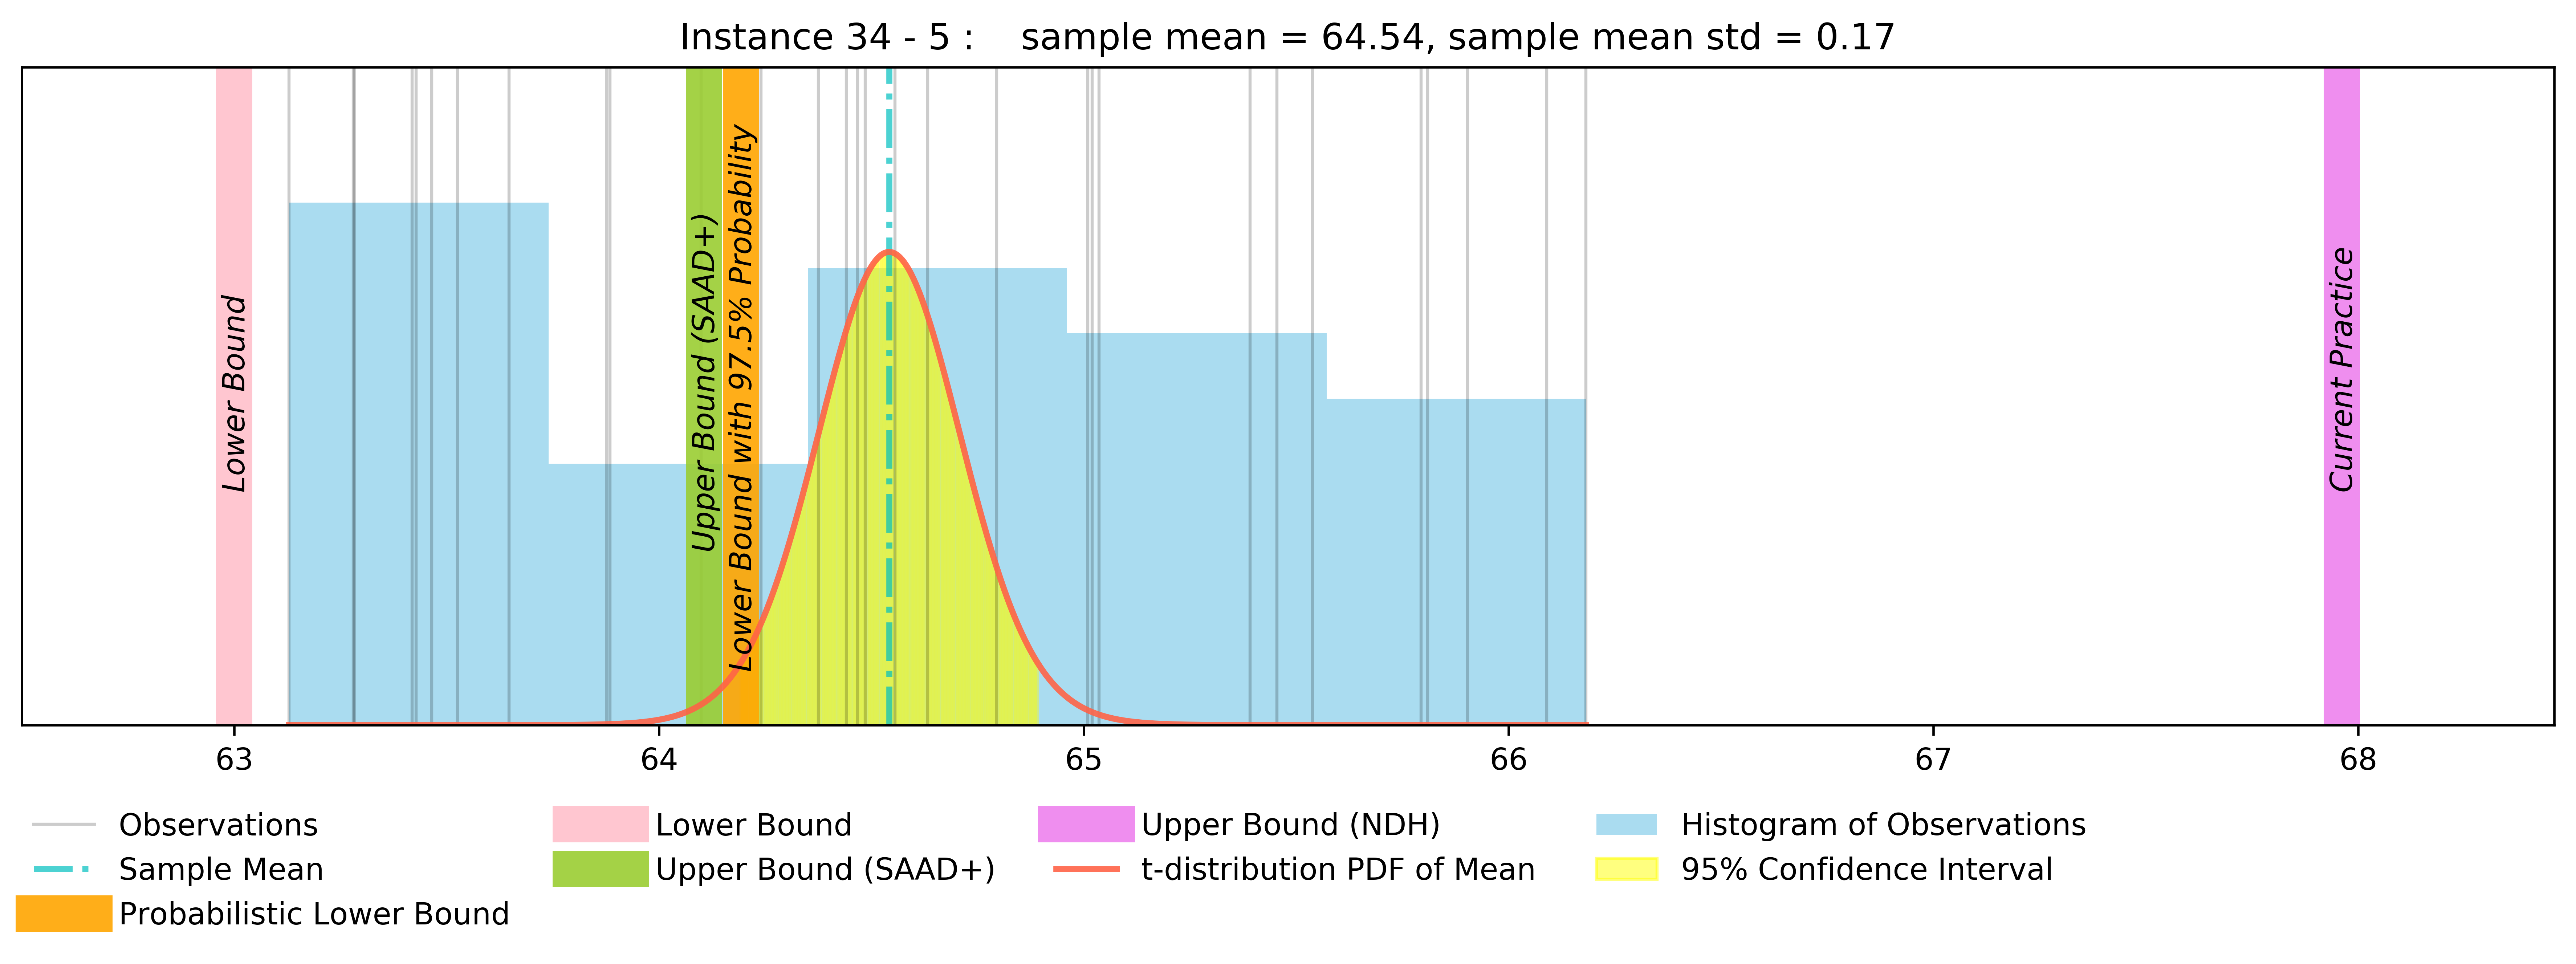 Instance 34 - 5 :    sample mean = 64.54, sample mean std = 0.17
Lower Bound
Upper Bound (SAAD+)
Lower Bound with 97.5% Probability
Current Practice
63 64 65 66 67 68
Observations
Sample Mean
Probabilistic Lower Bound
Lower Bound
Upper Bound (SAAD+)
Upper Bound (NDH)
t-distribution PDF of Mean
Histogram of Observations
95% Confidence Interval